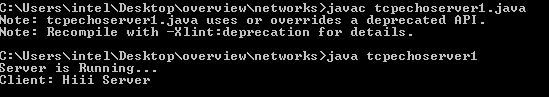 C:\Users\intel\Desktop\overview\networks>javac tcpechoserver1.java
Note: tcpechoserver1.java uses or overrides a deprecated API.
Note: Recompile with -Xlint:deprecation for details.
C:\Users\intel\Desktop\overview\networks>java tcpechoserver1
Server is Running...
Client: Hiii Server